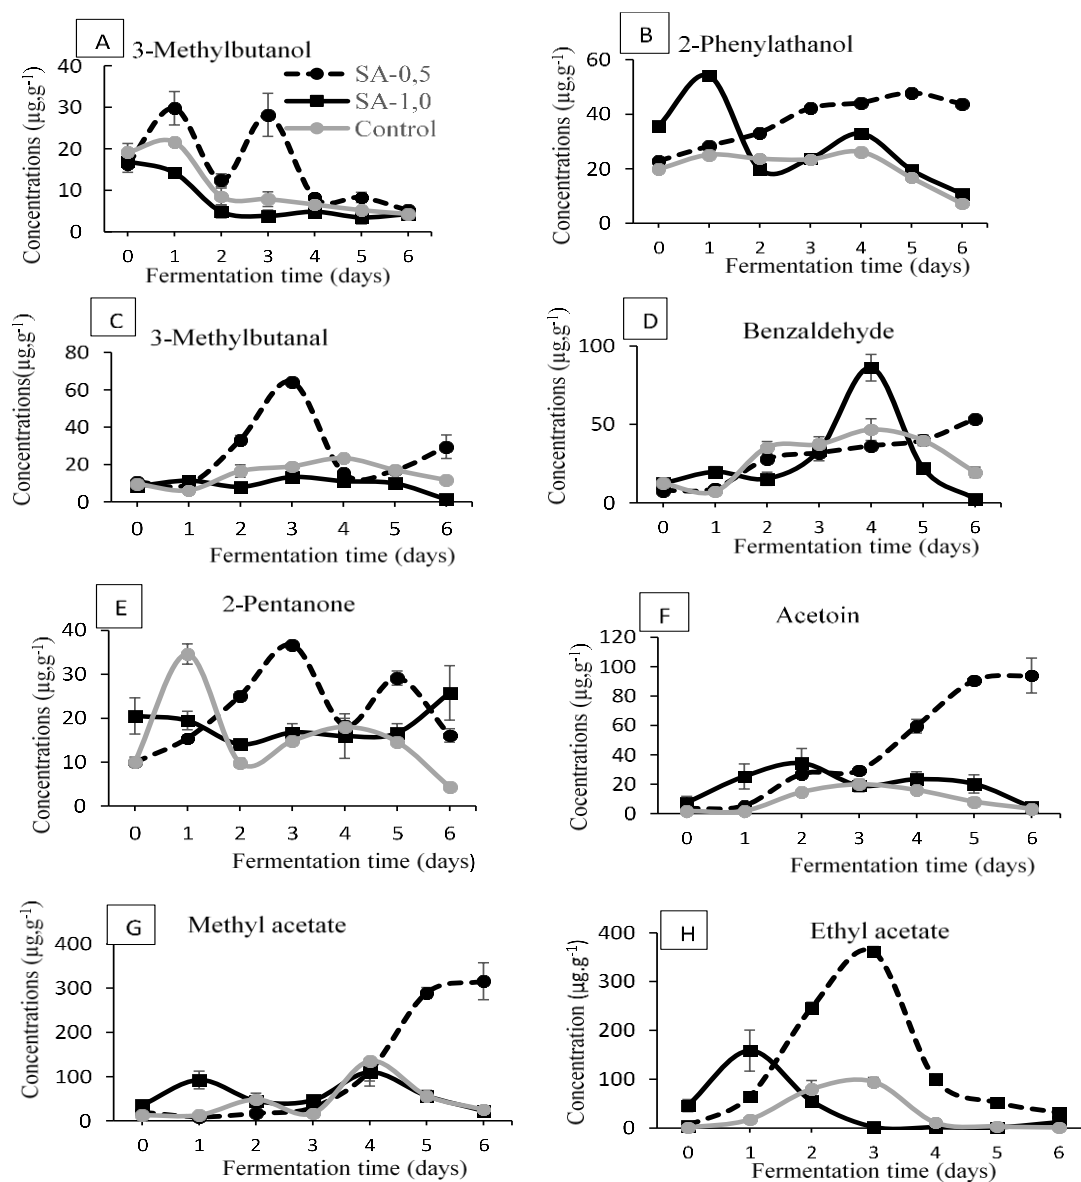 A
3-Methylbutanol
Concentrations (µg,g-1)
40
30
20
10
0
SA-0,5
SA-1,0
Control
0 1 2 3 4 5 6
Fermentation time (days)
B
2-Phenylathanol
Concentrations (µg,g-1)
60
40
20
0
0 1 2 3 4 5 6
Fermentation time (days)
C
3-Methylbutanal
Concentrations(µg,g-1)
80
60
40
20
0
0 1 2 3 4 5 6
Fermentation time (days)
D
Benzaldehyde
Concentrations (µg,g-1)
100
50
0
0 1 2 3 4 5 6
Fermentation time (days)
E
2-Pentanone
Concentrations (µg,g-1)
40
30
20
10
0
0 1 2 3 4 5 6
Fermentation time (days)
F
Acetoin
Cocentrations (µg,g-1)
120
100
80
60
40
20
0
0 1 2 3 4 5 6
Fermentation time (days)
G
Methyl acetate
Concentrations (µg,g-1)
400
300
200
100
0
0 1 2 3 4 5 6
Fermentation time (days)
H
Ethyl acetate
Concentration (µg.g-1)
400
300
200
100
0
0 1 2 3 4 5 6
Fermentation time (days)